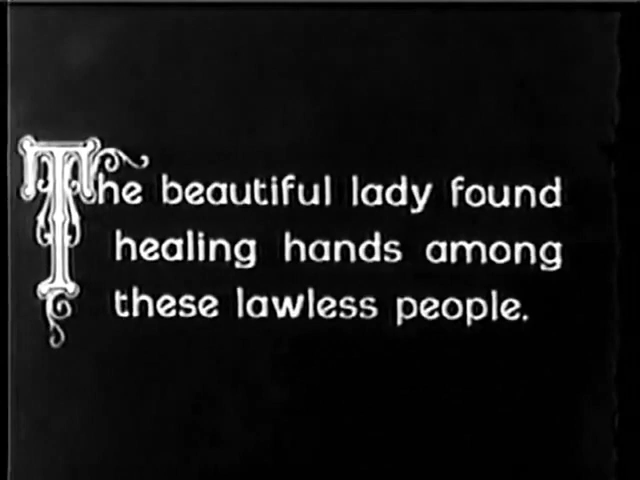 The beautiful lady found
healing hands among
these lawless people.